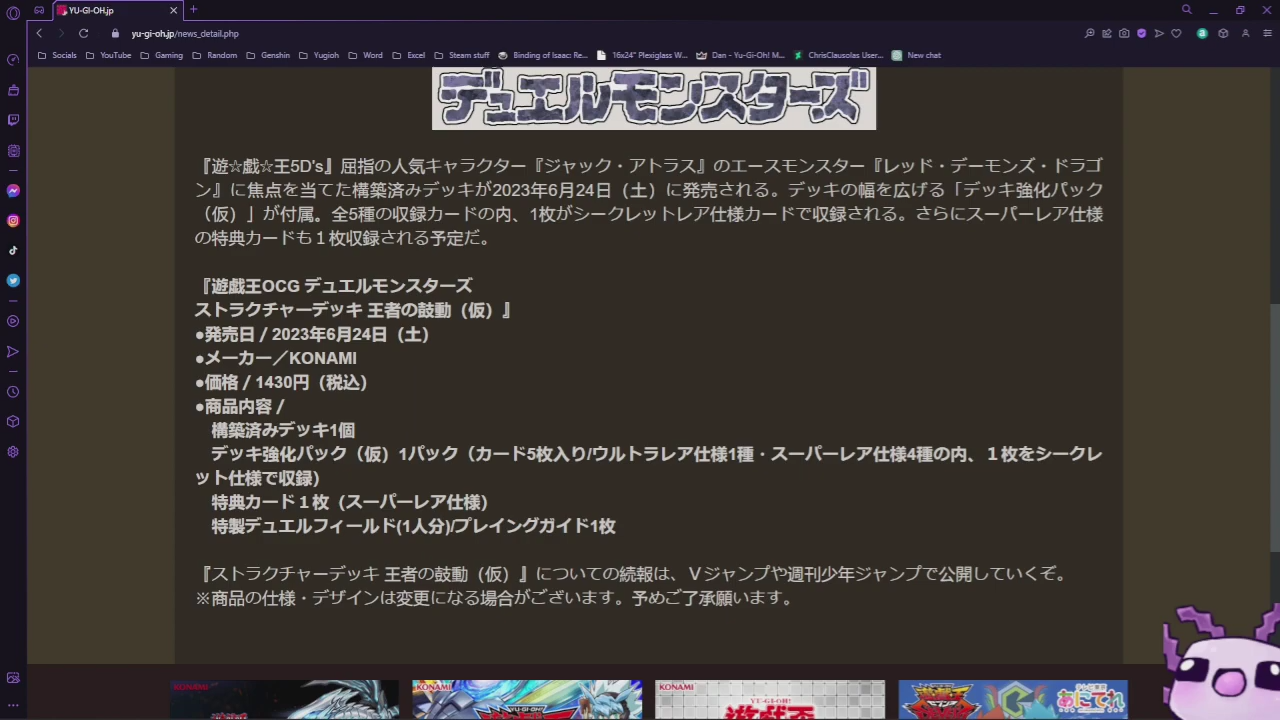 YU-GI-OH.jp
yu-gi-oh.jp/news_detail.php
Socials YouTube Gaming Random Genshin Yugioh Word Excel Steam stuff Binding of Isaac: Re... 16x24" Plexiglass W... Dan - Yu-Gi-Oh! M... ChrisClausolas User... New chat
デュエルモンスターズ
『遊☆戯☆王5D's』屈指の人気キャラクター『ジャック・アトラス』のエースモンスター『レッド・デーモンズ・ドラゴ
ン』に焦点を当てた構築済みデッキが2023年6月24日（土）に発売される。デッキの幅を広げる「デッキ強化パック
（仮）」が付属。全5種の収録カードの内、1枚がシークレットレア仕様カードで収録される。さらにスーパーレア仕様
の特典カードも１枚収録される予定だ。
『遊戯王OCG デュエルモンスターズ
ストラクチャーデッキ 王者の鼓動（仮）』
●発売日 / 2023年6月24日（土）
●メーカー／KONAMI
●価格 / 1430円（税込）
●商品内容 /
構築済みデッキ1個
デッキ強化パック（仮）1パック（カード5枚入り/ウルトラレア仕様1種・スーパーレア仕様4種の内、１枚をシークレ
ット仕様で収録）
特典カード１枚（スーパーレア仕様）
特製デュエルフィールド(1人分)/プレイングガイド1枚
『ストラクチャーデッキ 王者の鼓動（仮）』についての続報は、Ｖジャンプや週刊少年ジャンプで公開していくぞ。
※商品の仕様・デザインは変更になる場合がございます。予めご了承願います。
KONAMI KONAMI KONAMI
YU-GI-OH! YU-GI-OH!
遊戯王 あにてれ